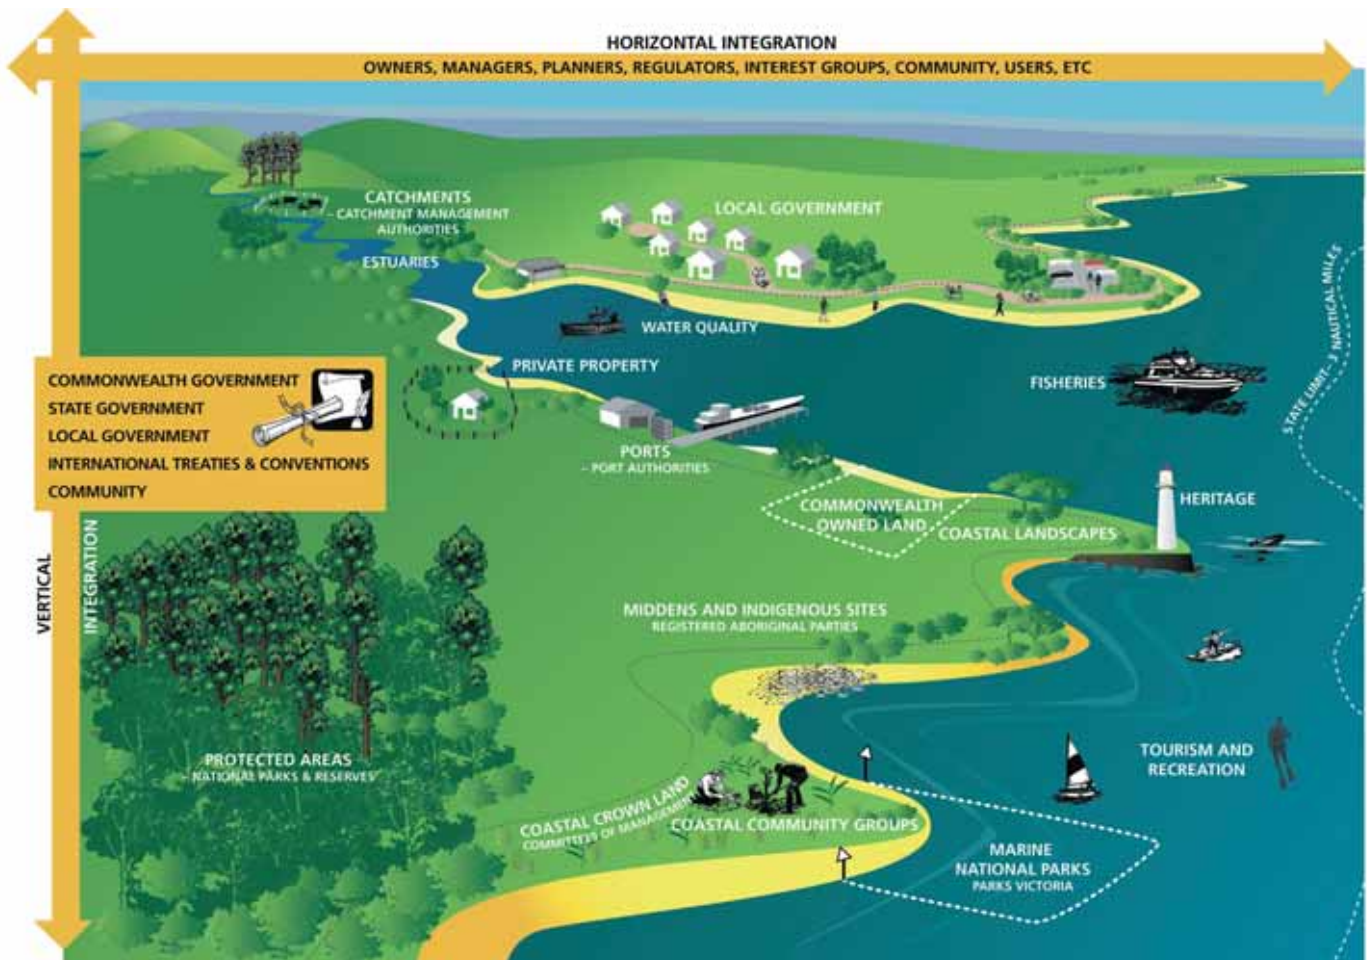 HORIZONTAL INTEGRATION
OWNERS, MANAGERS, PLANNERS, REGULATORS, INTEREST GROUPS, COMMUNITY, USERS, ETC
CATCHMENTS
– CATCHMENT MANAGEMENT
AUTHORITIES
LOCAL GOVERNMENT
ESTUARIES
WATER QUALITY
STATE LIMIT- 3 NAUTICAL MILES
PRIVATE PROPERTY
FISHERIES
COMMONWEALTH GOVERNMENT
STATE GOVERNMENT
LOCAL GOVERNMENT
INTERNATIONAL TREATIES & CONVENTIONS
COMMUNITY
PORTS
– PORT AUTHORITIES
COMMONWEALTH
OWNED LAND
COASTAL LANDSCAPES
HERITAGE
VERTICAL
INTEGRATION
MIDDENS AND INDIGENOUS SITES
REGISTERED ABORIGINAL PARTIES
PROTECTED AREAS
– NATIONAL PARKS & RESERVES
TOURISM AND
RECREATION
COASTAL CROWN LAND
COMMITTEES OF MANAGEMENT
COASTAL COMMUNITY GROUPS
MARINE
NATIONAL PARKS
PARKS VICTORIA